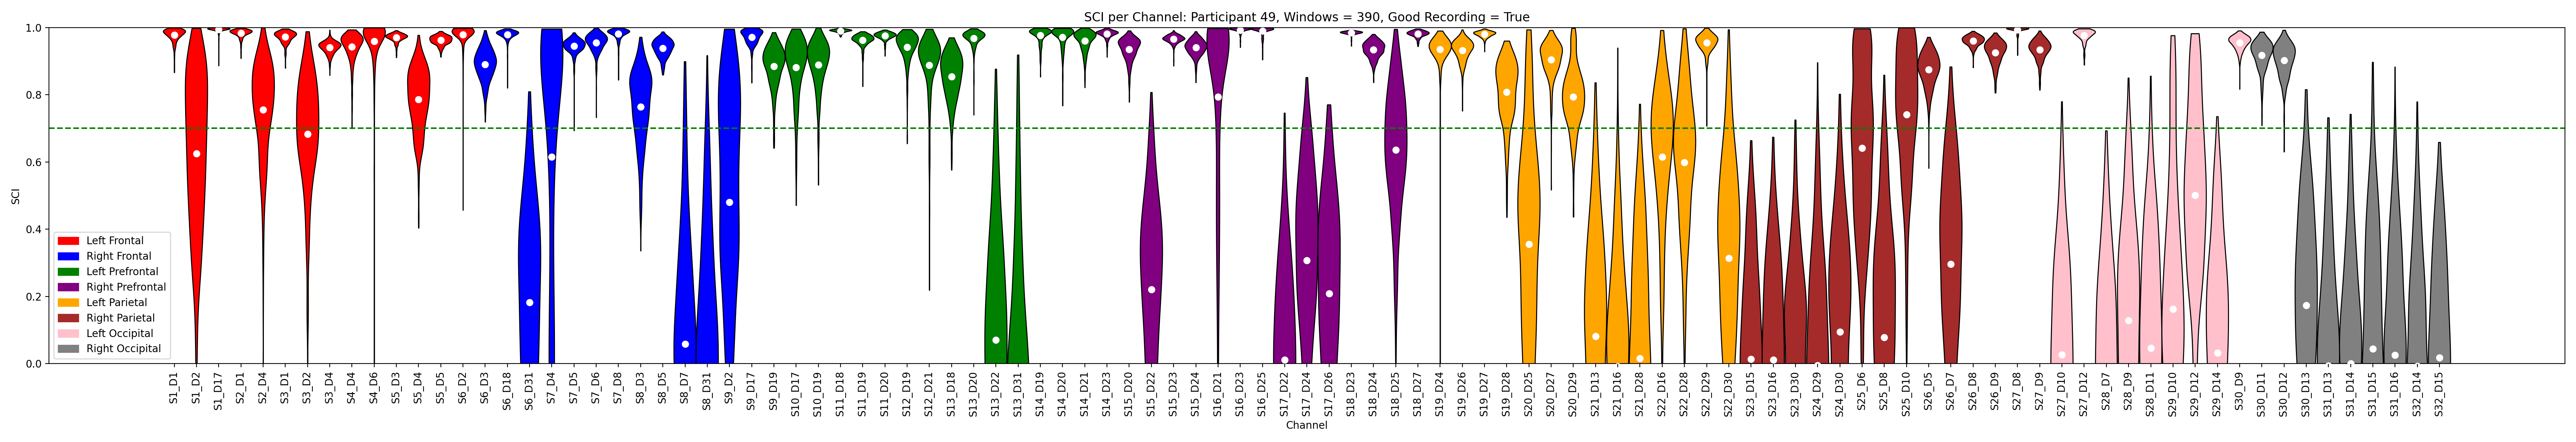 SCI per Channel: Participant 49, Windows = 390, Good Recording = True
SCI
1.0
0.8
0.6
0.4
0.2
0.0
Left Frontal
Right Frontal
Left Prefrontal
Right Prefrontal
Left Parietal
Right Parietal
Left Occipital
Right Occipital
S1_D1
S1_D2
S1_D17
S2_D1
S2_D4
S3_D1
S3_D2
S3_D4
S4_D4
S4_D6
S5_D3
S5_D4
S5_D5
S6_D2
S6_D3
S6_D18
S6_D31
S7_D4
S7_D5
S7_D6
S7_D8
S8_D3
S8_D5
S8_D7
S8_D31
S9_D2
S9_D17
S9_D19
S10_D17
S10_D19
S11_D18
S11_D19
S11_D20
S12_D19
S12_D21
S13_D18
S13_D20
S13_D22
S13_D31
S14_D19
S14_D20
S14_D21
S14_D23
S15_D20
S15_D22
S15_D23
S15_D24
S16_D21
S16_D23
S16_D25
S17_D22
S17_D24
S17_D26
S18_D23
S18_D24
S18_D25
S18_D27
S19_D24
S19_D26
S19_D27
S19_D28
S20_D25
S20_D27
S20_D29
S21_D13
S21_D16
S21_D28
S22_D16
S22_D28
S22_D29
S22_D30
S23_D15
S23_D16
S23_D30
S24_D29
S24_D30
S25_D6
S25_D8
S25_D10
S26_D5
S26_D7
S26_D8
S26_D9
S27_D7
S27_D9
S27_D10
S27_D12
S28_D7
S28_D9
S28_D11
S29_D10
S29_D12
S29_D14
S30_D9
S30_D11
S30_D12
S30_D13
S31_D13
S31_D14
S31_D15
S31_D16
S32_D14
S32_D15
Channel